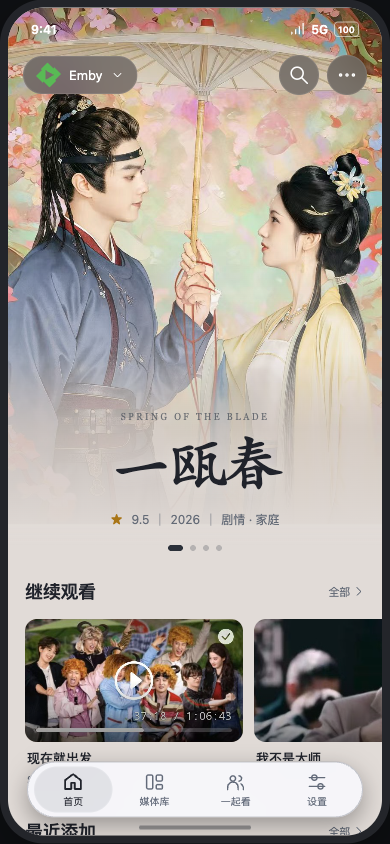 9:41
5G 100
Emby
SPRING OF THE BLADE
一瓯春
9.5 | 2026 | 剧情 · 家庭
继续观看
全部
37:18 / 1:06:43
现在就出发
我不是大师
首页
媒体库
一起看
设置
最近添加
全部